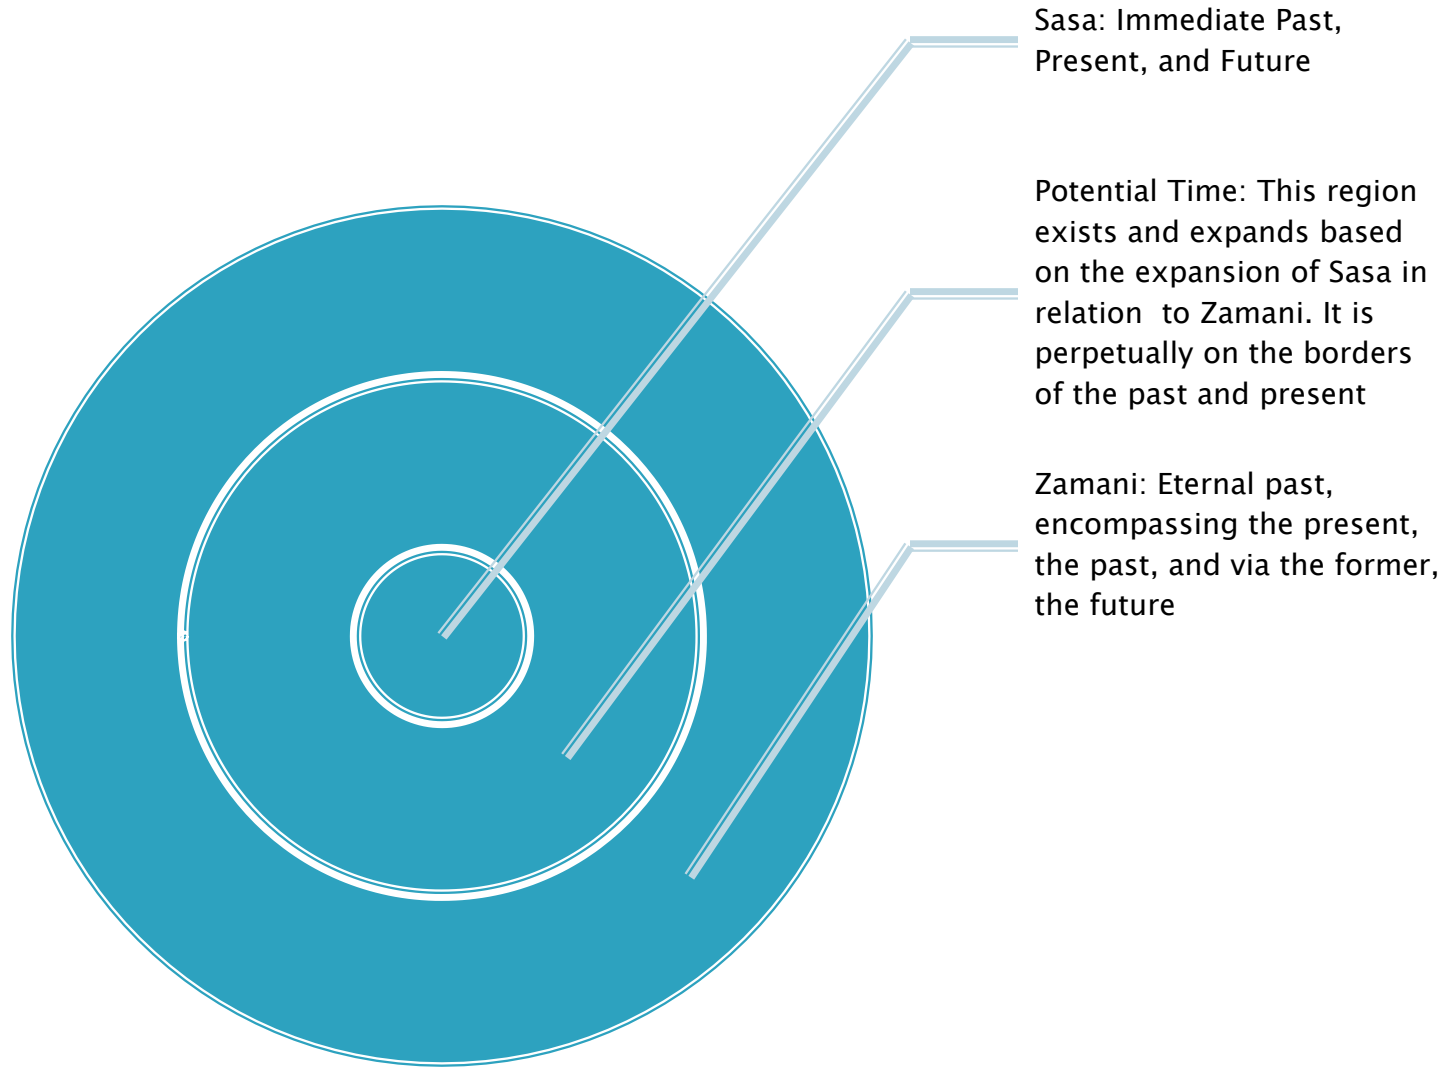 Sasa: Immediate Past,
Present, and Future
Potential Time: This region
exists and expands based
on the expansion of Sasa in
relation  to Zamani. It is
perpetually on the borders
of the past and present
Zamani: Eternal past,
encompassing the present,
the past, and via the former,
the future